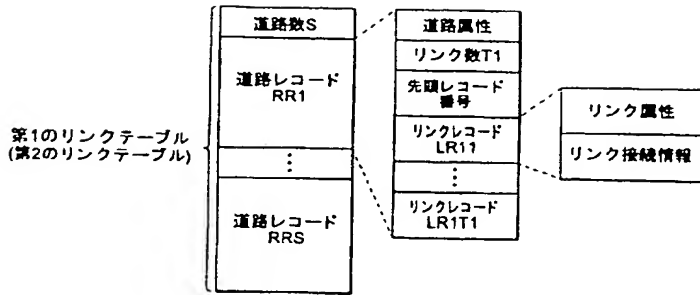 第1のリンクテーブル
(第2のリンクテーブル)
道路数S
道路レコード
RR1
⋮
道路レコード
RRS
道路属性
リンク数T1
先頭レコード
番号
リンクレコード
LR11
⋮
リンクレコード
LR1T1
リンク属性
リンク接続情報